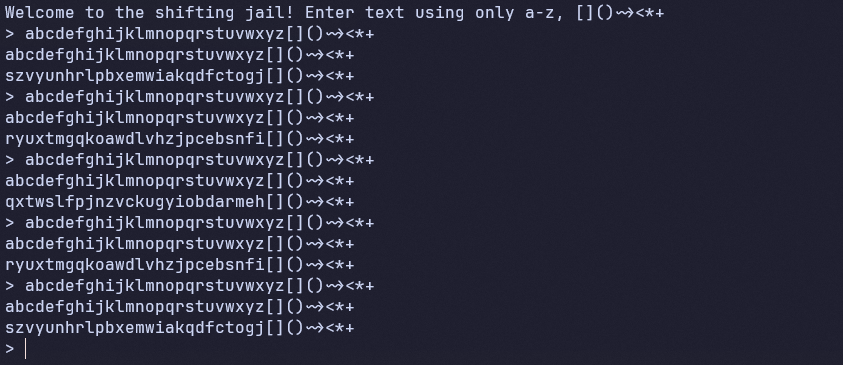 Welcome to the shifting jail! Enter text using only a-z, []()~><*+
> abcdefghijklmnopqrstuvwxyz[]()~><*+
abcdefghijklmnopqrstuvwxyz[]()~><*+
szvyunhrlpbxemwiakqdfctogj[]()~><*+
> abcdefghijklmnopqrstuvwxyz[]()~><*+
abcdefghijklmnopqrstuvwxyz[]()~><*+
ryuxtmgqkoawdlvhzjpcebsnfi[]()~><*+
> abcdefghijklmnopqrstuvwxyz[]()~><*+
abcdefghijklmnopqrstuvwxyz[]()~><*+
qxtwslfpjnzvckugyiobdarmeh[]()~><*+
> abcdefghijklmnopqrstuvwxyz[]()~><*+
abcdefghijklmnopqrstuvwxyz[]()~><*+
ryuxtmgqkoawdlvhzjpcebsnfi[]()~><*+
> abcdefghijklmnopqrstuvwxyz[]()~><*+
abcdefghijklmnopqrstuvwxyz[]()~><*+
szvyunhrlpbxemwiakqdfctogj[]()~><*+
>